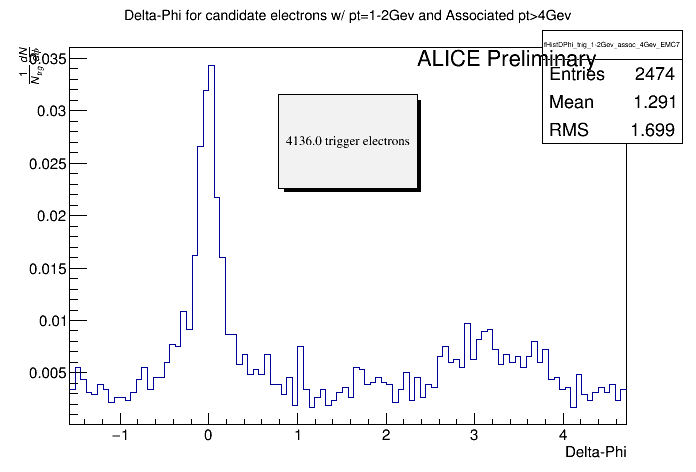 Delta-Phi for candidate electrons w/ pt=1-2Gev and Associated pt>4Gev
fHistDPhi_trig_1-2Gev_assoc_4Gev_EMC7
ALICE Preliminary
Entries 2474
Mean 1.291
RMS 1.699
4136.0 trigger electrons
0.035
0.03
0.025
0.02
0.015
0.01
0.005
−1 0 1 2 3 4
Delta-Phi